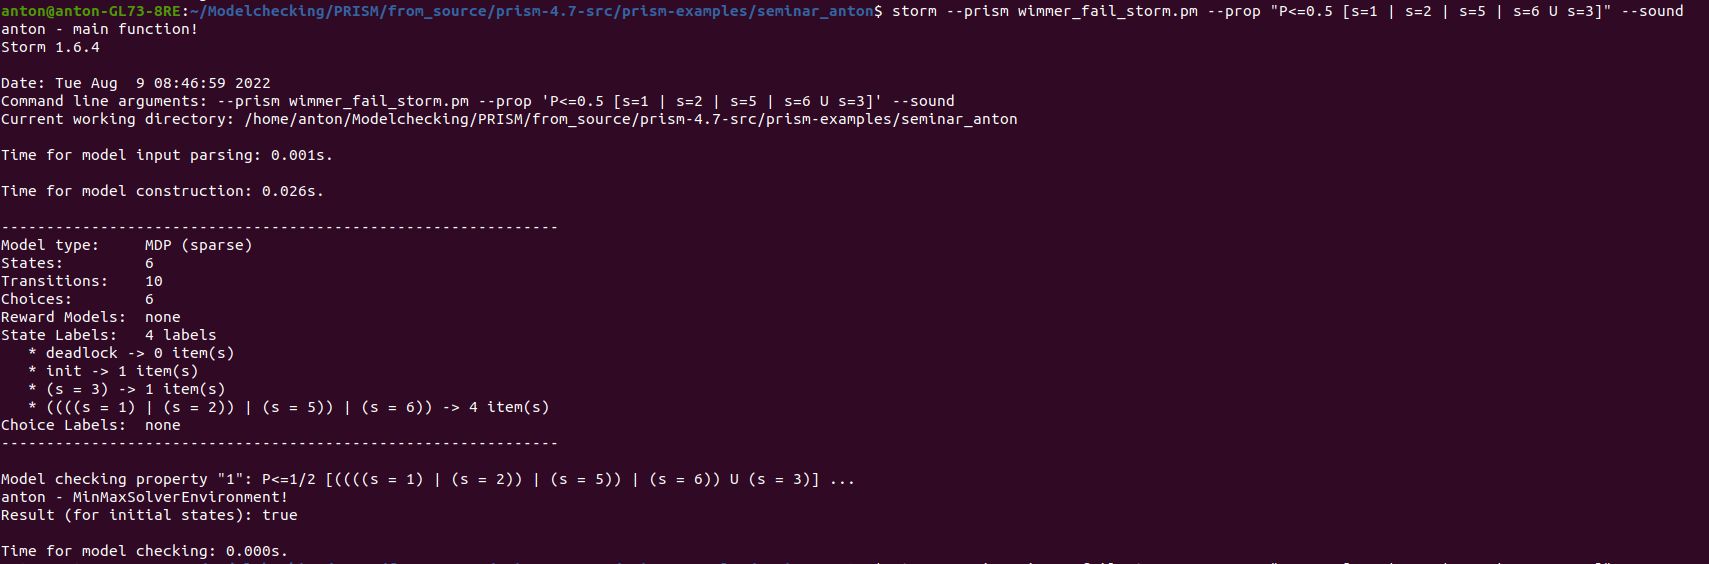 anton@anton-GL73-8RE:~/Modelchecking/PRISM/from_source/prism-4.7-src/prism-examples/seminar_anton$ storm --prism wimmer_fail_storm.pm --prop "P<=0.5 [s=1 | s=2 | s=5 | s=6 U s=3]" --sound
anton - main function!
Storm 1.6.4
Date: Tue Aug  9 08:46:59 2022
Command line arguments: --prism wimmer_fail_storm.pm --prop 'P<=0.5 [s=1 | s=2 | s=5 | s=6 U s=3]' --sound
Current working directory: /home/anton/Modelchecking/PRISM/from_source/prism-4.7-src/prism-examples/seminar_anton
Time for model input parsing: 0.001s.
Time for model construction: 0.026s.
--------------------------------------------------------------
Model type:     MDP (sparse)
States:         6
Transitions:    10
Choices:        6
Reward Models:  none
State Labels:   4 labels
   * deadlock -> 0 item(s)
   * init -> 1 item(s)
   * (s = 3) -> 1 item(s)
   * ((((s = 1) | (s = 2)) | (s = 5)) | (s = 6)) -> 4 item(s)
Choice Labels:  none
--------------------------------------------------------------
Model checking property "1": P<=1/2 [((((s = 1) | (s = 2)) | (s = 5)) | (s = 6)) U (s = 3)] ...
anton - MinMaxSolverEnvironment!
Result (for initial states): true
Time for model checking: 0.000s.